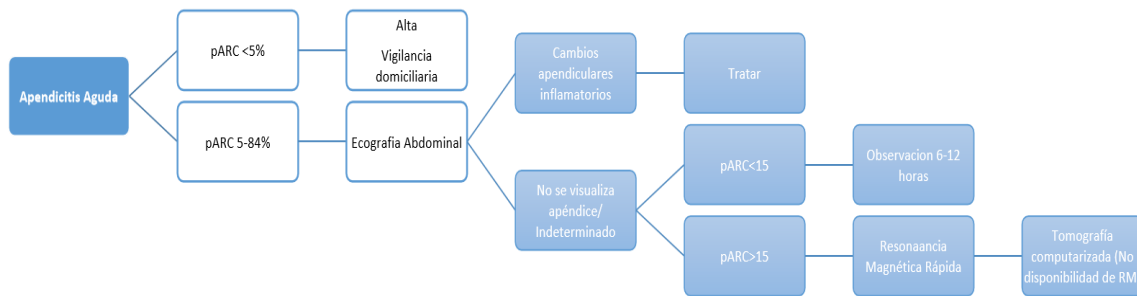 Apendicitis Aguda
pARC <5%
Alta
Vigilancia
domiciliaria
pARC 5-84%
Ecografia Abdominal
Cambios
apendiculares
inflamatorios
Tratar
No se visualiza
apéndice/
Indeterminado
pARC<15
Observacion 6-12
horas
pARC>15
Resonaancia
Magnética Rápida
Tomografía
computarizada (No
disponibilidad de RM